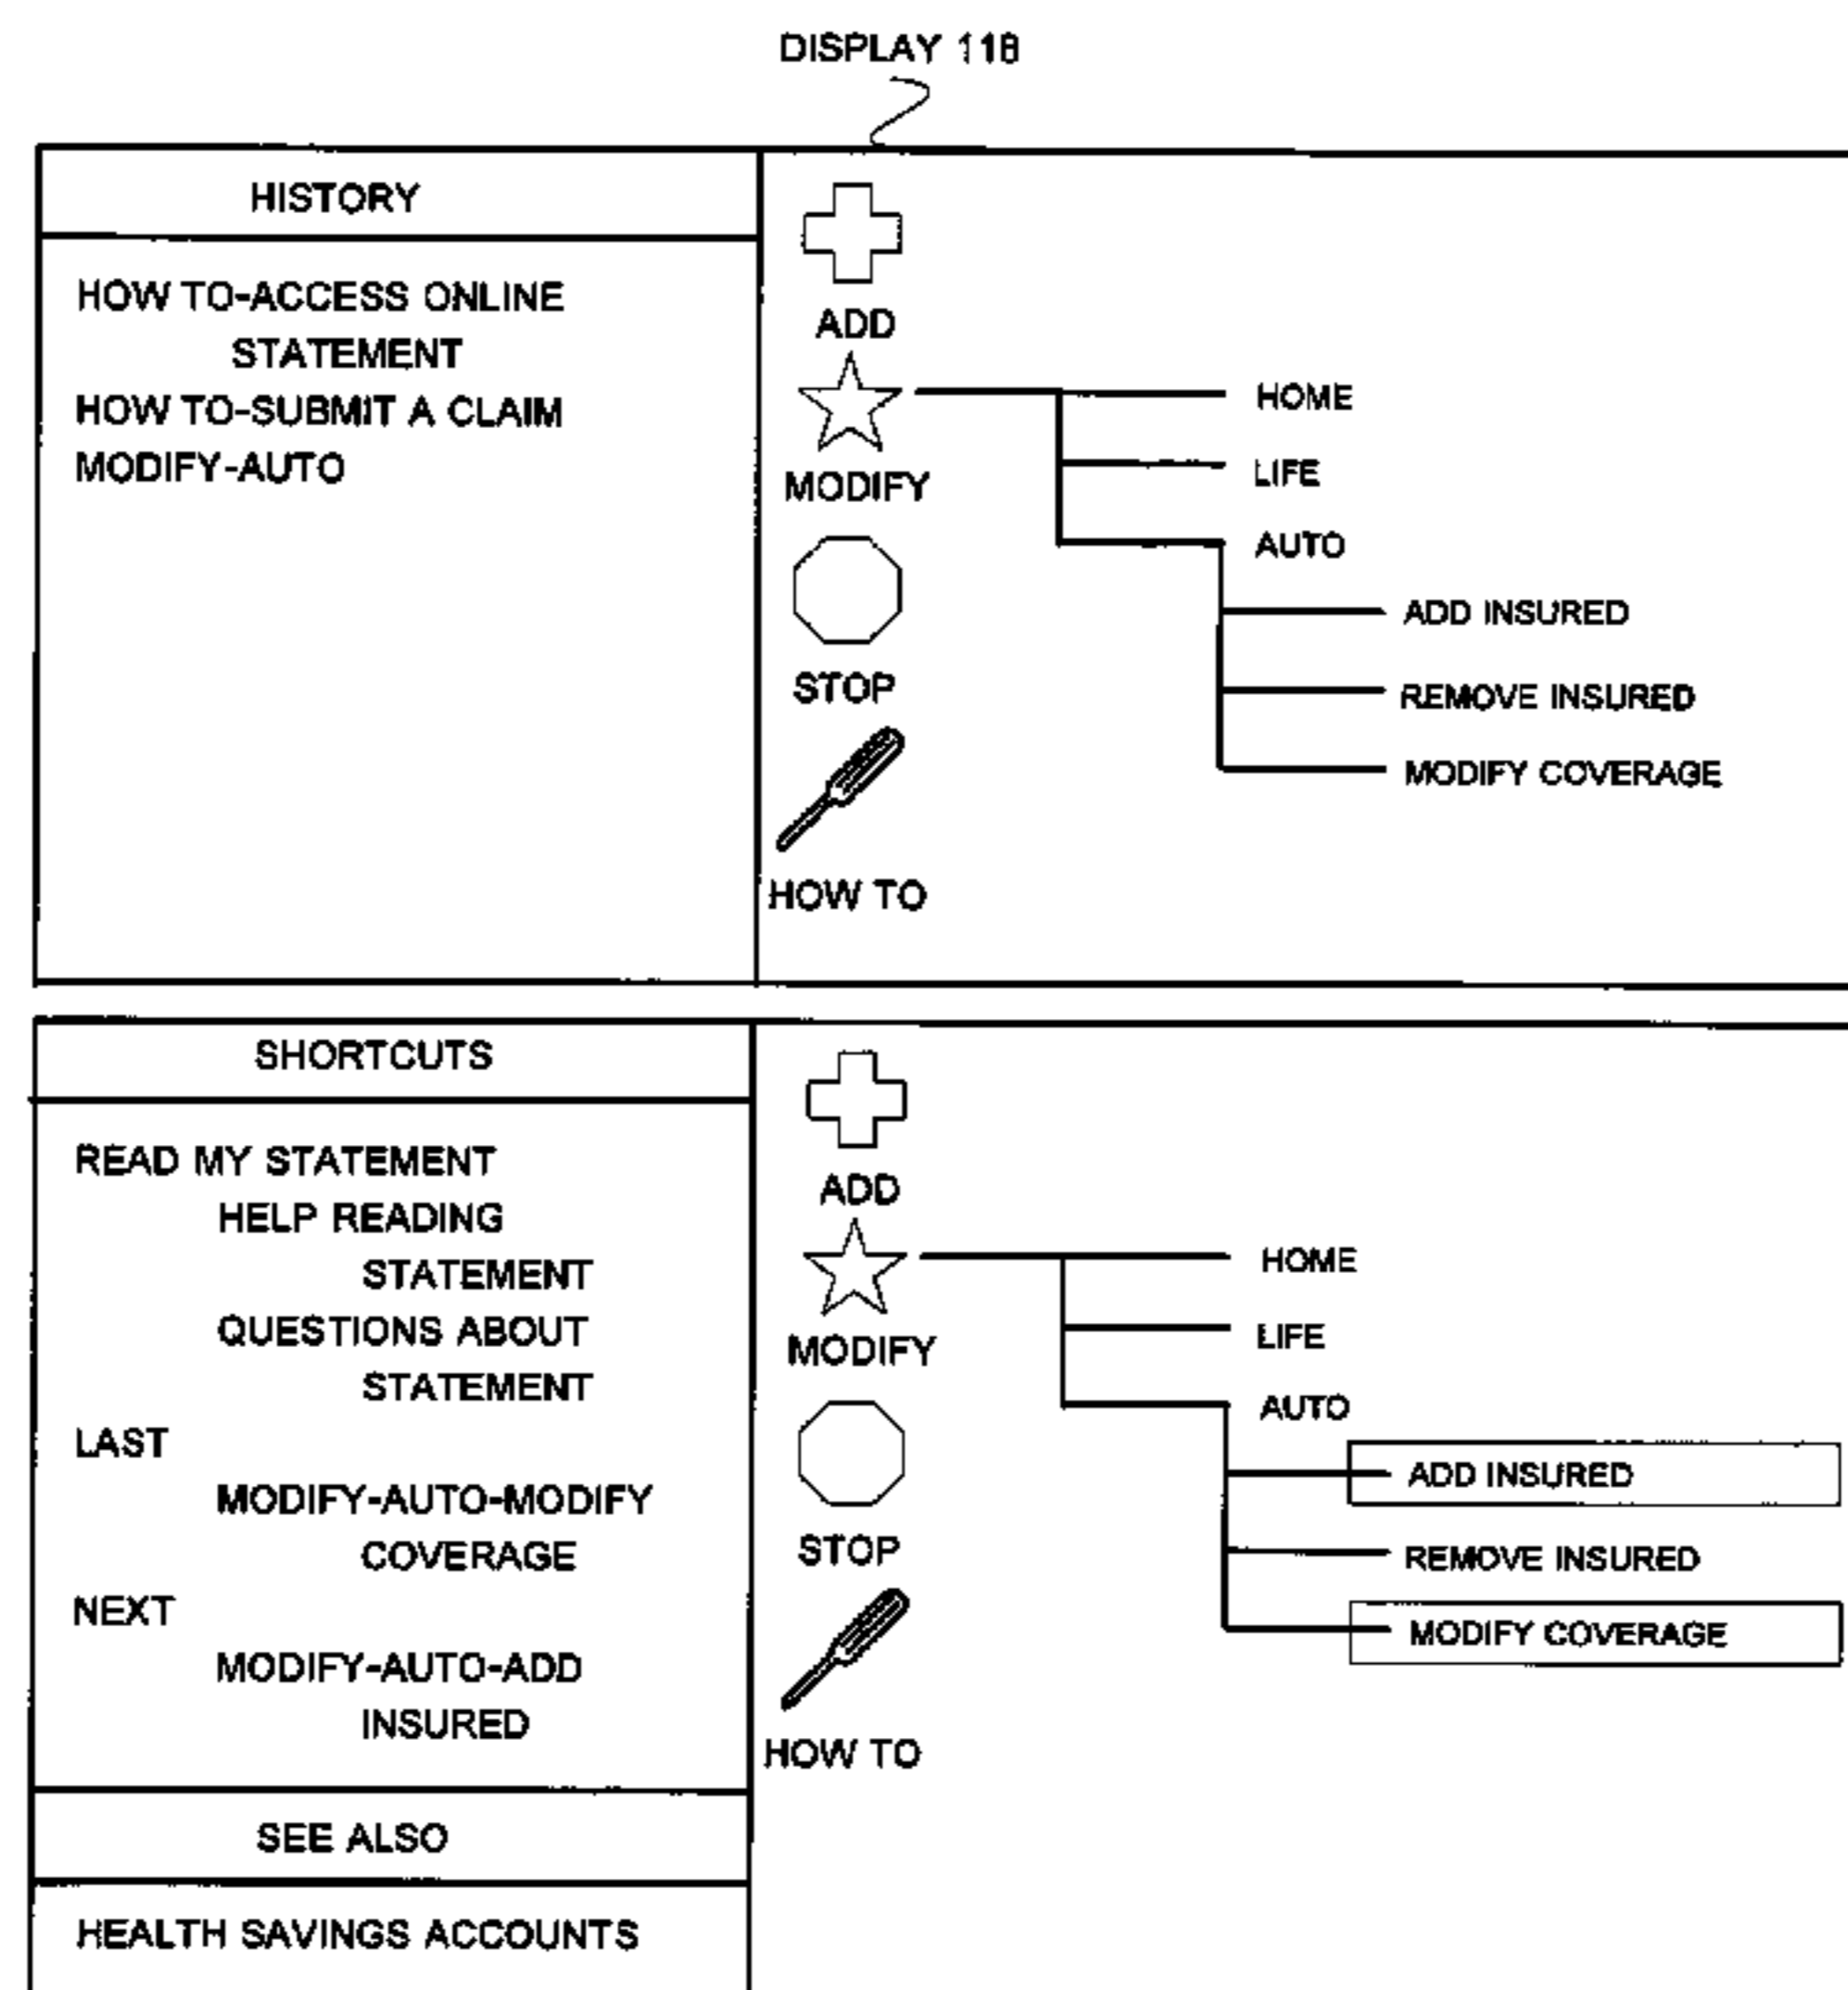 DISPLAY 118
HISTORY
HOW TO-ACCESS ONLINE
STATEMENT
HOW TO-SUBMIT A CLAIM
MODIFY-AUTO
ADD
MODIFY
STOP
HOW TO
HOME
LIFE
AUTO
ADD INSURED
REMOVE INSURED
MODIFY COVERAGE
SHORTCUTS
READ MY STATEMENT
HELP READING
STATEMENT
QUESTIONS ABOUT
STATEMENT
LAST
MODIFY-AUTO-MODIFY
COVERAGE
NEXT
MODIFY-AUTO-ADD
INSURED
SEE ALSO
HEALTH SAVINGS ACCOUNTS
ADD
MODIFY
STOP
HOW TO
HOME
LIFE
AUTO
ADD INSURED
REMOVE INSURED
MODIFY COVERAGE